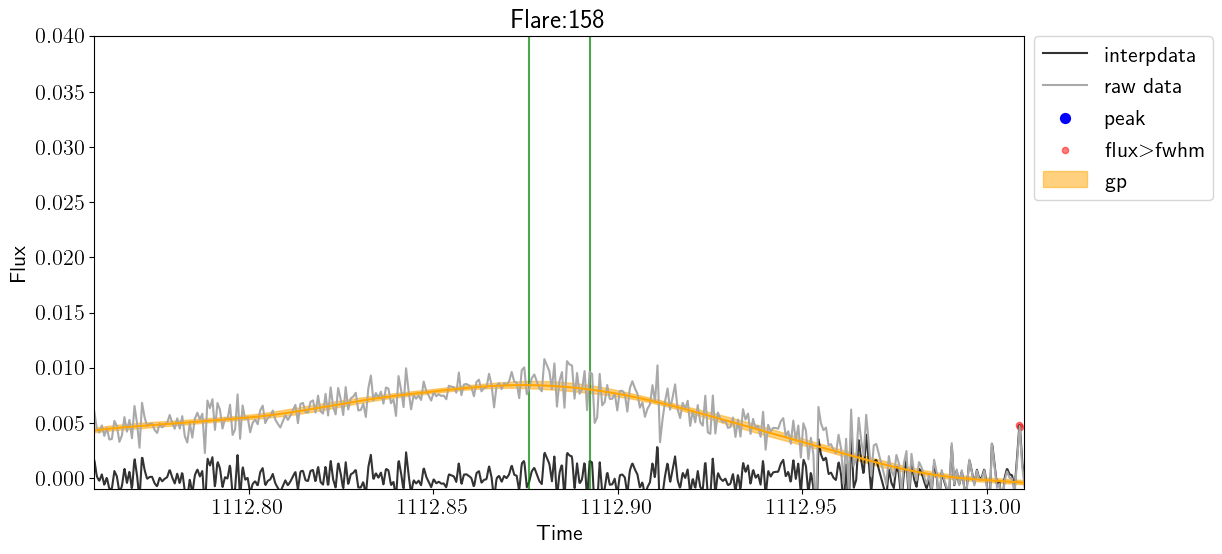 Flare:158
0.040
0.035
0.030
0.025
0.020
0.015
0.010
0.005
0.000
Flux
1112.80 1112.85 1112.90 1112.95 1113.00
Time
interpdata
raw data
peak
flux>fwhm
gp